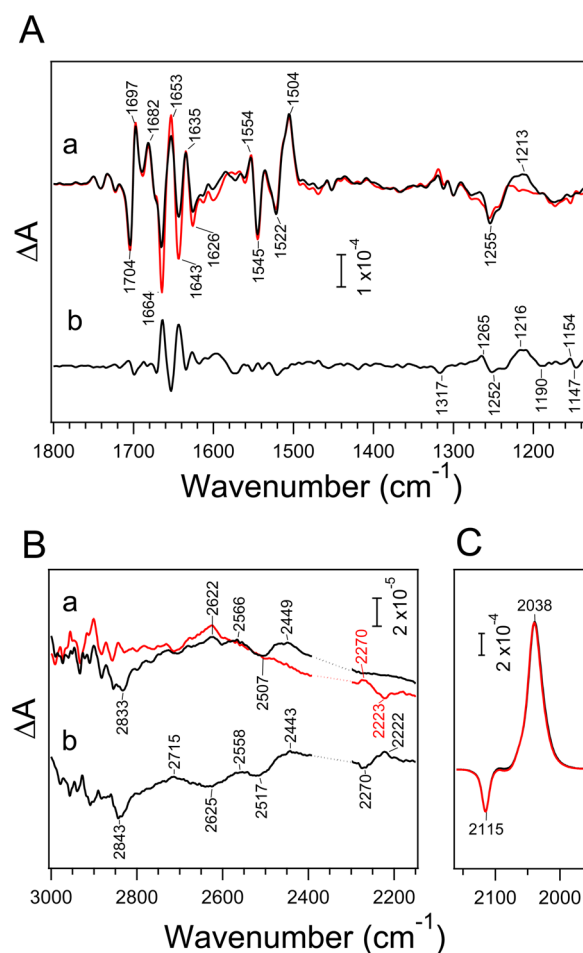 A
a
1697
1682
1653
1635
1554
1504
1213
1704
1664
1643
1626
1545
1522
1255
1 x10⁻⁴
ΔA
b
1265
1216
1154
1317
1252
1190
1147
1800 1700 1600 1500 1400 1300 1200
Wavenumber (cm⁻¹)
B
a
2622
2566
2449
2 x10⁻⁵
2270
2833
2507
2223
ΔA
b
2715
2558
2443
2222
2843
2625
2517
2270
3000 2800 2600 2400 2200
Wavenumber (cm⁻¹)
C
2038
2 x10⁻⁴
2115
2100 2000